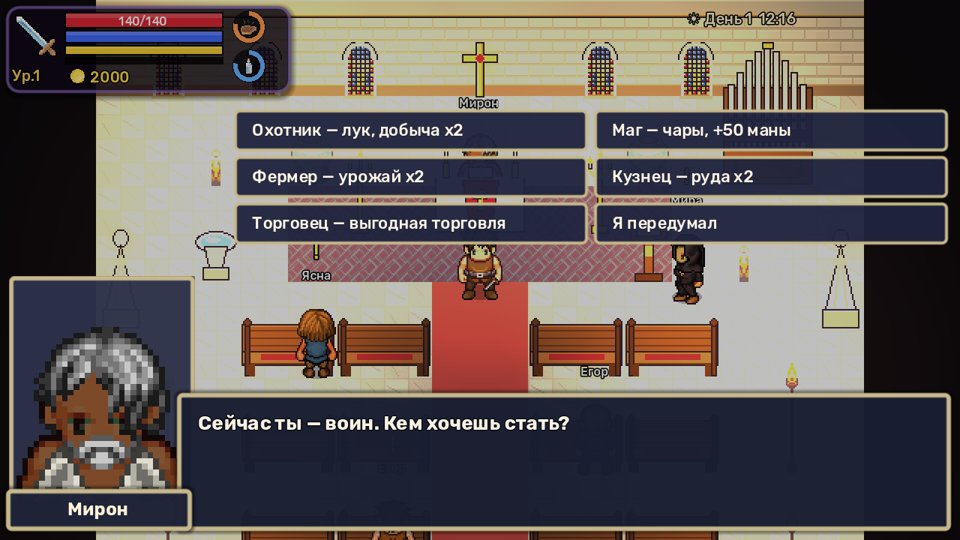 140/140
День 1 12:16
Ур.1
2000
Мирон
Охотник — лук, добыча x2
Маг — чары, +50 маны
Фермер — урожай x2
Кузнец — руда x2
Мира
Торговец — выгодная торговля
Я передумал
Ясна
Егор
Сейчас ты — воин. Кем хочешь стать?
Мирон